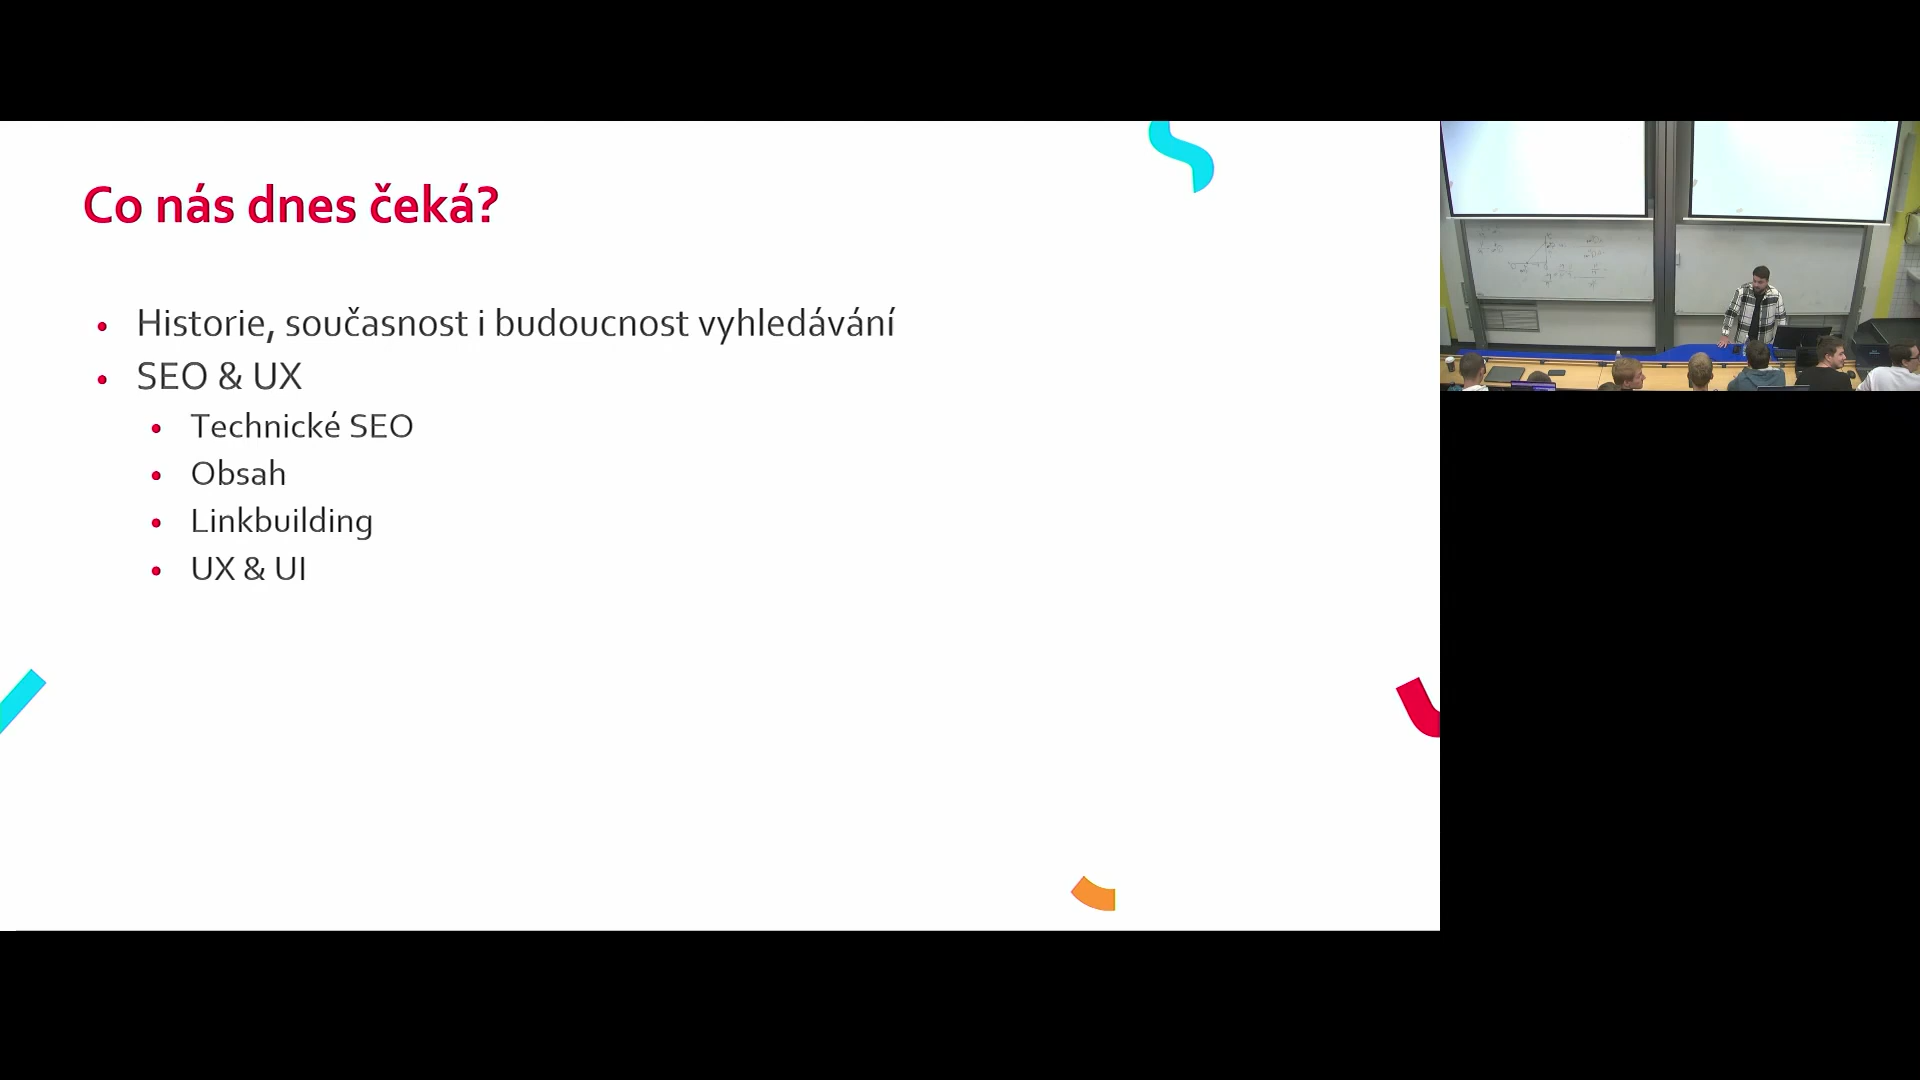 Co nás dnes čeká?
Historie, současnost i budoucnost vyhledávání
SEO & UX
Technické SEO
Obsah
Linkbuilding
UX & UI